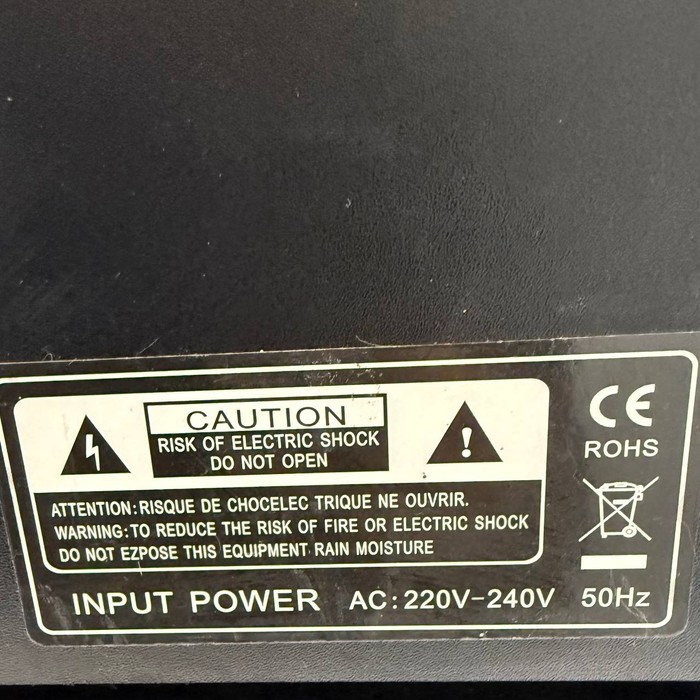 CAUTION
RISK OF ELECTRIC SHOCK
DO NOT OPEN
CE
ROHS
ATTENTION:RISQUE DE CHOCELEC TRIQUE NE OUVRIR.
WARNING:TO REDUCE THE RISK OF FIRE OR ELECTRIC SHOCK
DO NOT EZPOSE THIS EQUIPMENT RAIN MOISTURE
INPUT POWER AC:220V-240V 50Hz